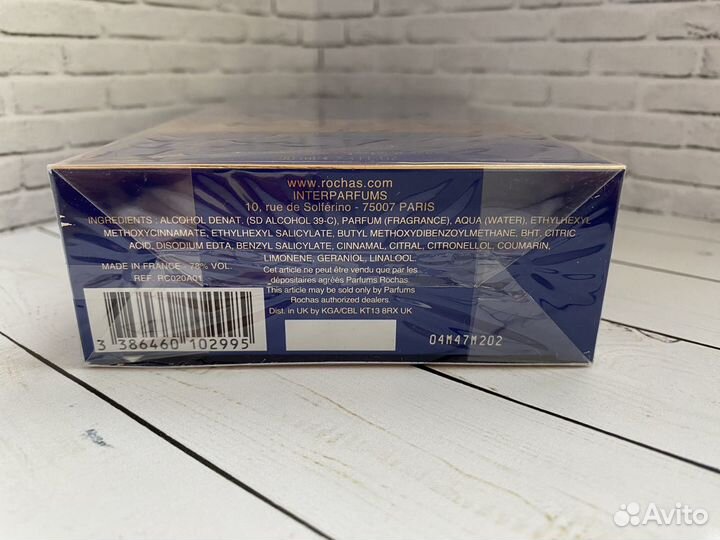 www.rochas.com
INTERPARFUMS
10, rue de Solférino - 75007 PARIS
INGREDIENTS : ALCOHOL DENAT. (SD ALCOHOL 39-C), PARFUM (FRAGRANCE), AQUA (WATER), ETHYLHEXYL
METHOXYCINNAMATE, ETHYLHEXYL SALICYLATE, BUTYL METHOXYDIBENZOYLMETHANE, BHT, CITRIC
ACID, DISODIUM EDTA, BENZYL SALICYLATE, CINNAMAL, CITRAL, CITRONELLOL, COUMARIN,
LIMONENE, GERANIOL, LINALOOL.
MADE IN FRANCE - 78% VOL.
REF. RC020A01
Cet article ne peut être vendu que par les
dépositaires agréés Parfums Rochas.
This article may be sold only by Parfums
Rochas authorized dealers.
Dist. in UK by KGA/CBL KT13 8RX UK
3 386460 102995
04M47M202
Avito